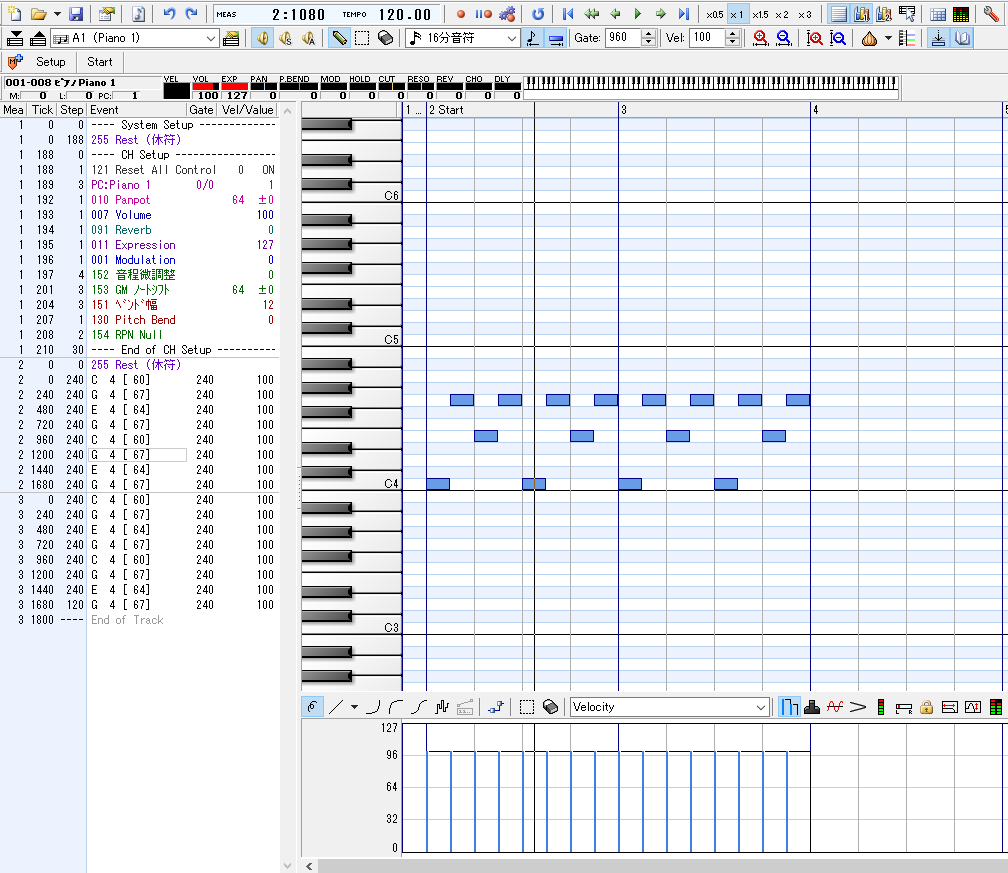 MEAS 2:1080 TEMPO 120.00 x0.5 x1 x1.5 x2 x3
A1 (Piano 1) 16分音符 Gate: 960 Vel: 100
Setup Start
001-008 ﾋﾟｱﾉ/Piano 1 VEL VOL EXP PAN P.BEND MOD HOLD CUT RESO REV CHO DLY
M: 0 L: 0 PC: 1 100 127 0 0 0 0 0 0 0 0 0
Mea Tick Step Event Gate Vel/Value 1 ... 2 Start 3 4 5
1 0 0 ---- System Setup -------------
1 0 188 255 Rest (休符)
1 188 0 ---- CH Setup -----------------
1 188 1 121 Reset All Control 0 ON
1 189 3 PC:Piano 1 0/0 1
1 192 1 010 Panpot 64 ±0
1 193 1 007 Volume 100
1 194 1 091 Reverb 0
1 195 1 011 Expression 127
1 196 1 001 Modulation 0
1 197 4 152 音程微調整 0
1 201 3 153 GM ﾉｰﾄｼﾌﾄ 64 ±0
1 204 3 151 ﾍﾞﾝﾄﾞ幅 12
1 207 1 130 Pitch Bend 0
1 208 2 154 RPN Null
1 210 30 ---- End of CH Setup ----------
2 0 0 255 Rest (休符)
2 0 240 C 4 [ 60] 240 100
2 240 240 G 4 [ 67] 240 100
2 480 240 E 4 [ 64] 240 100
2 720 240 G 4 [ 67] 240 100
2 960 240 C 4 [ 60] 240 100
2 1200 240 G 4 [ 67] 240 100
2 1440 240 E 4 [ 64] 240 100
2 1680 240 G 4 [ 67] 240 100
3 0 240 C 4 [ 60] 240 100
3 240 240 G 4 [ 67] 240 100
3 480 240 E 4 [ 64] 240 100
3 720 240 G 4 [ 67] 240 100
3 960 240 C 4 [ 60] 240 100
3 1200 240 G 4 [ 67] 240 100
3 1440 240 E 4 [ 64] 240 100
3 1680 120 G 4 [ 67] 240 100
3 1800 ---- End of Track
C6
C5
C4
C3
Velocity
127
96
64
32
0